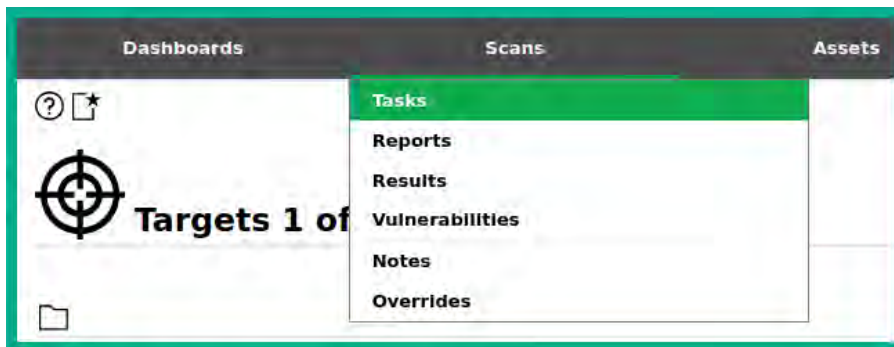 Dashboards Scans Assets
Tasks
Reports
Results
Targets 1 of
Vulnerabilities
Notes
Overrides